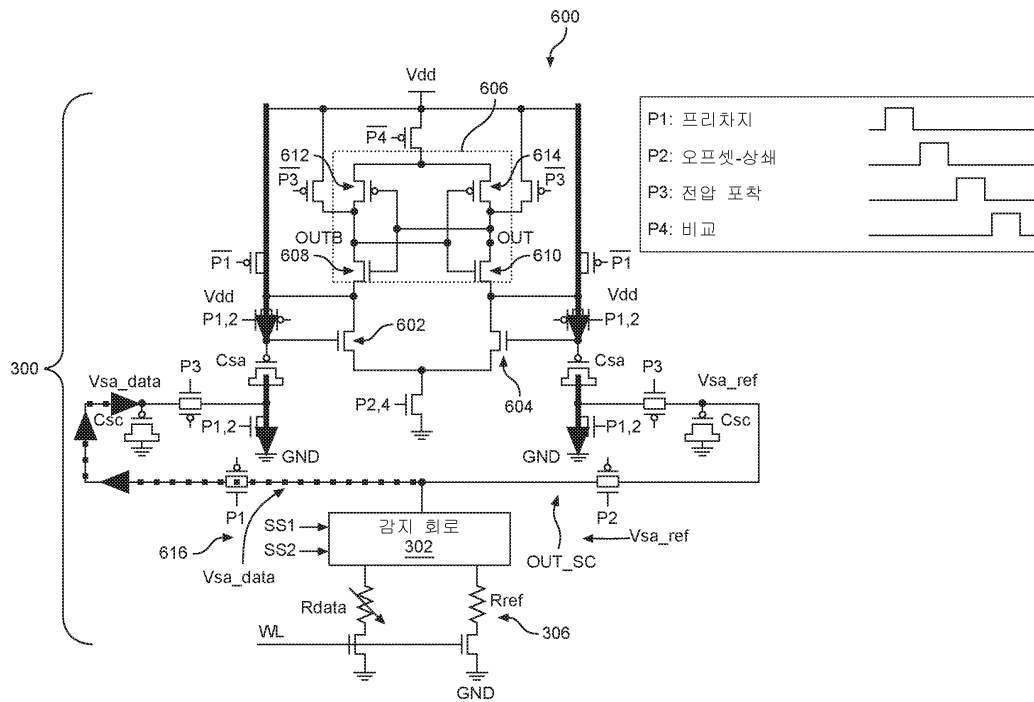 600
Vdd
606
P4
612
614
P3
P3
OUTB
OUT
608
610
P1
P1
Vdd
Vdd
P1,2
P1,2
602
604
300
Csa
Csa
P3
P3
Vsa_data
Vsa_ref
Csc
Csc
P1,2
P2,4
P1,2
GND
GND
P1
P2
616
SS1
SS2
감지 회로
302
Vsa_data
OUT_SC
Vsa_ref
Rdata
Rref
306
WL
GND
P1: 프리차지
P2: 오프셋-상쇄
P3: 전압 포착
P4: 비교